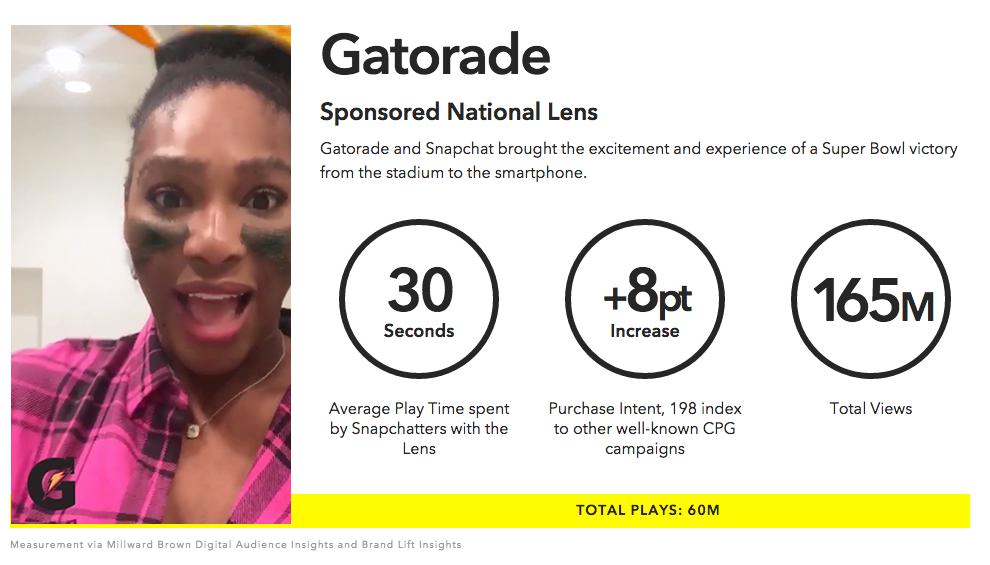 Gatorade
Sponsored National Lens
Gatorade and Snapchat brought the excitement and experience of a Super Bowl victory
from the stadium to the smartphone.
30
Seconds
Average Play Time spent
by Snapchatters with the
Lens
+8pt
Increase
Purchase Intent, 198 index
to other well-known CPG
campaigns
165M
Total Views
G
TOTAL PLAYS: 60M
Measurement via Millward Brown Digital Audience Insights and Brand Lift Insights